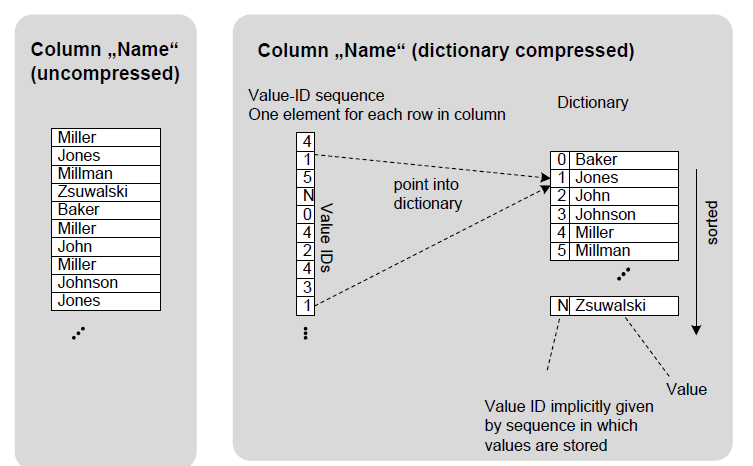 Column „Name“
(uncompressed)
Miller
Jones
Millman
Zsuwalski
Baker
Miller
John
Miller
Johnson
Jones
Column „Name“ (dictionary compressed)
Value-ID sequence
One element for each row in column
4
1
5
N
0
4
2
4
3
1
Value IDs
point into
dictionary
Dictionary
0 Baker
1 Jones
2 John
3 Johnson
4 Miller
5 Millman
N Zsuwalski
sorted
Value ID implicitly given
by sequence in which
values are stored
Value